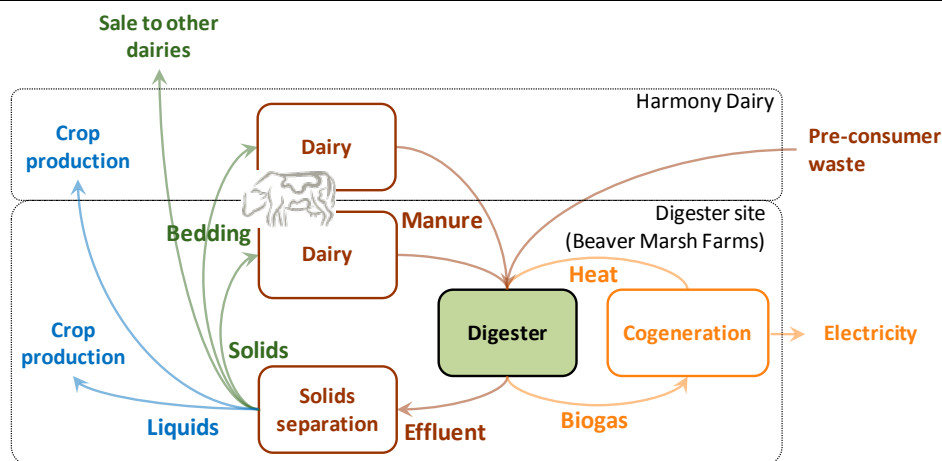 Sale to other
dairies
Harmony Dairy
Crop
production
Dairy
Pre-consumer
waste
Bedding
Manure
Digester site
(Beaver Marsh Farms)
Dairy
Heat
Crop
production
Solids
Digester
Cogeneration
Electricity
Liquids
Solids
separation
Effluent
Biogas